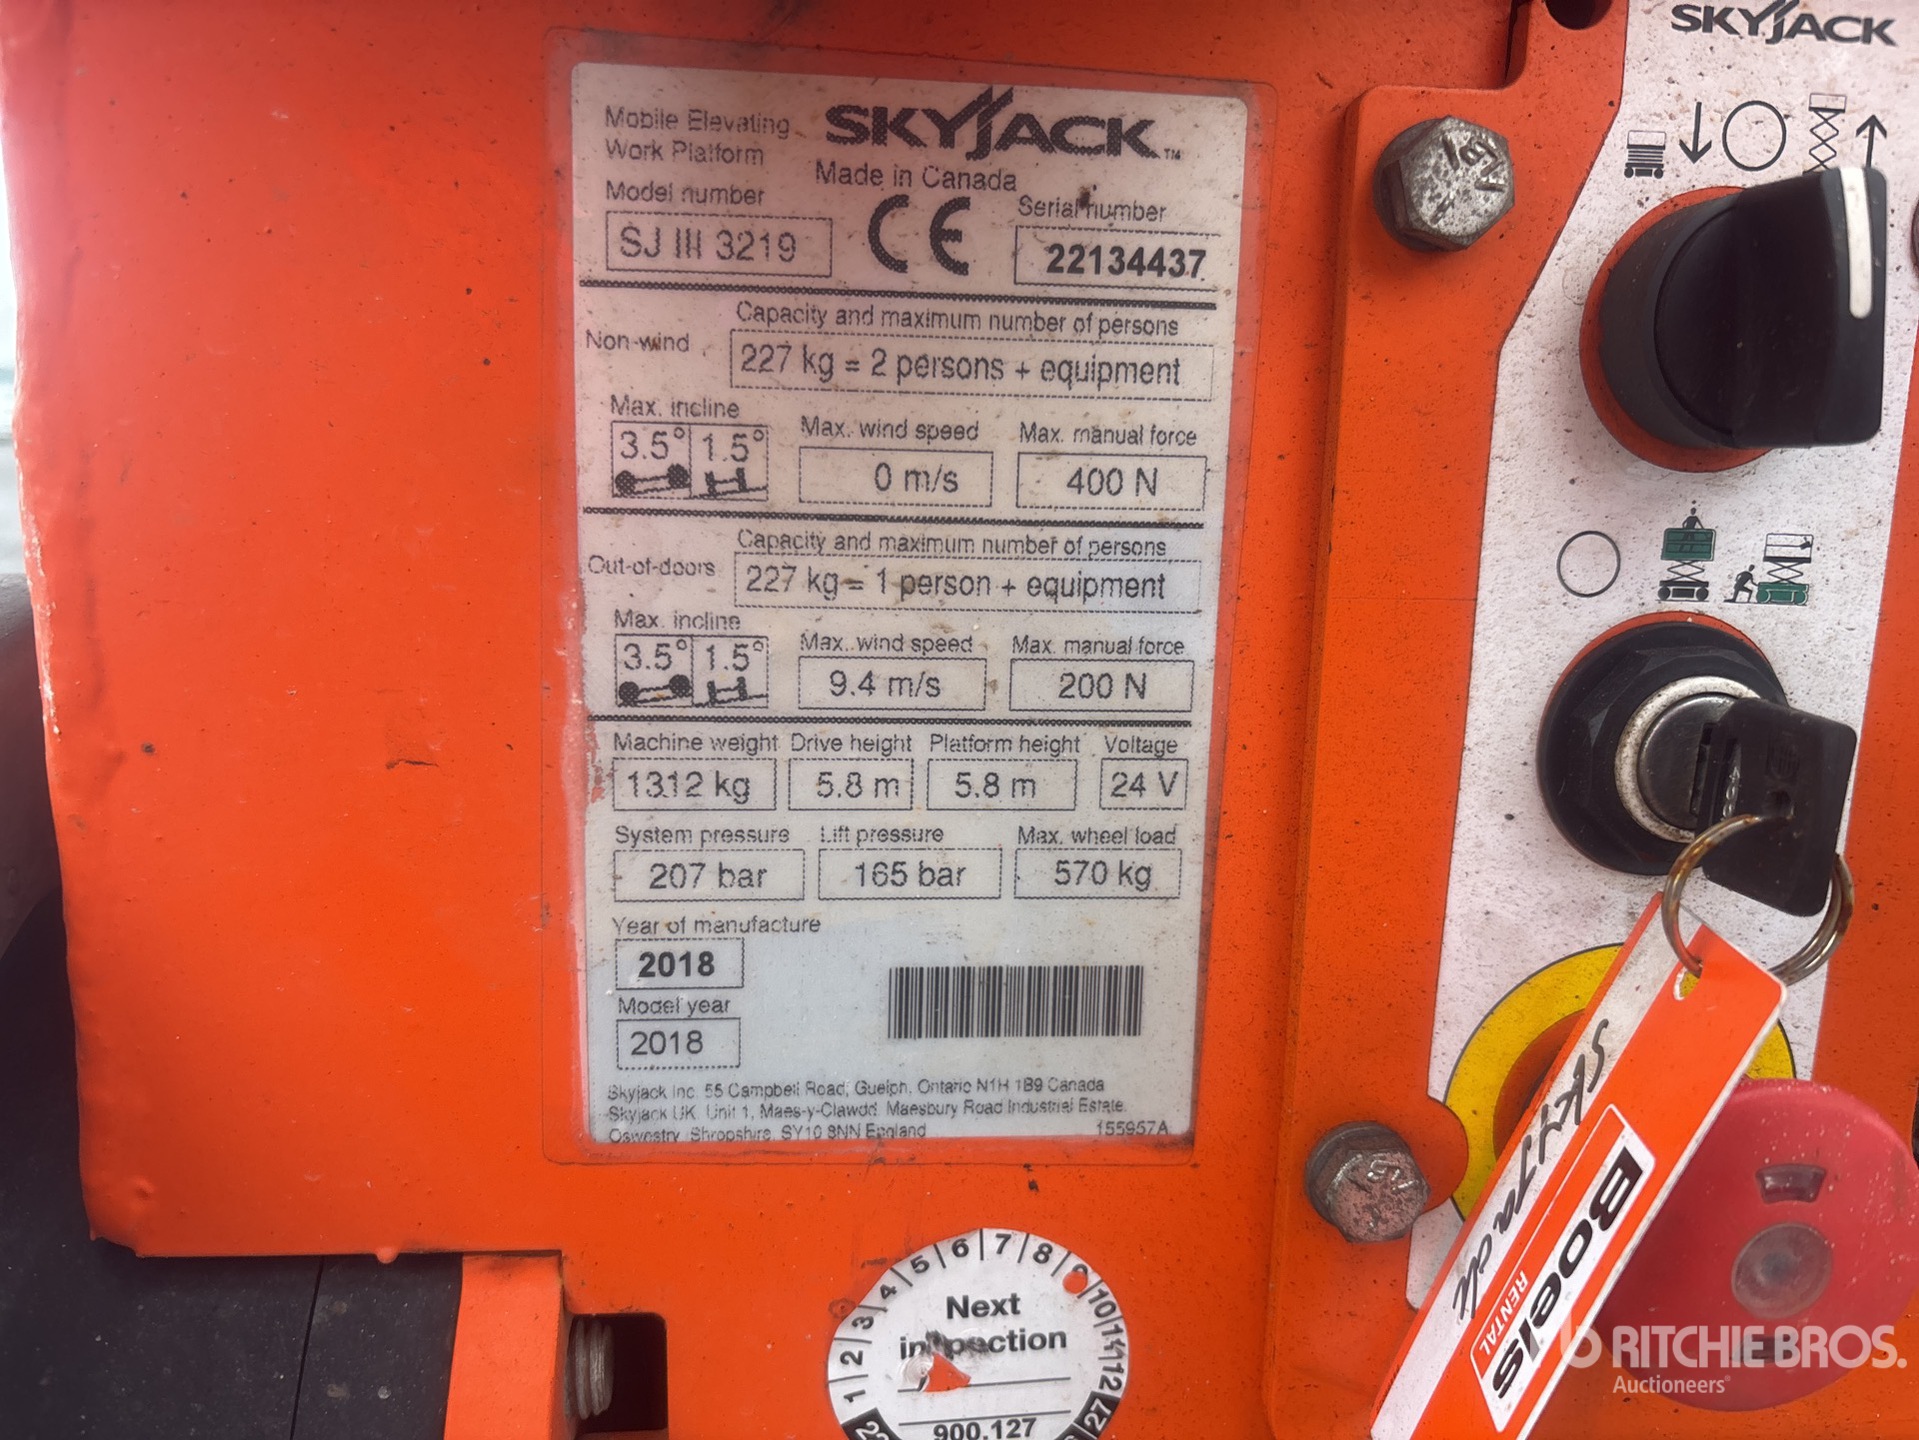 SKYJACK
Mobile Elevating
Work Platform
SKYJACK™
Made in Canada
Model number
SJ III 3219
CE
Serial number
22134437
Non-wind
Capacity and maximum number of persons
227 kg = 2 persons + equipment
Max. incline
3.5° 1.5°
Max. wind speed
0 m/s
Max. manual force
400 N
Out-of-doors
Capacity and maximum number of persons
227 kg = 1 person + equipment
Max. incline
3.5° 1.5°
Max. wind speed
9.4 m/s
Max. manual force
200 N
Machine weight Drive height Platform height Voltage
1312 kg 5.8 m 5.8 m 24 V
System pressure Lift pressure Max. wheel load
207 bar 165 bar 570 kg
Year of manufacture
2018
Model year
2018
Skyjack Inc. 55 Campbell Road, Guelph, Ontario N1H 1B9 Canada
Skyjack UK Unit 1, Maes-y-Clawdd Maesbury Road Industrial Estate
Oswestry Shropshire SY10 8NN England 155967A
1 2 3 4 5 6 7 8 9 10 11 12
Next
inspection
900.127
27
Skyjack
Boels
RENTAL
RITCHIE BROS.
Auctioneers